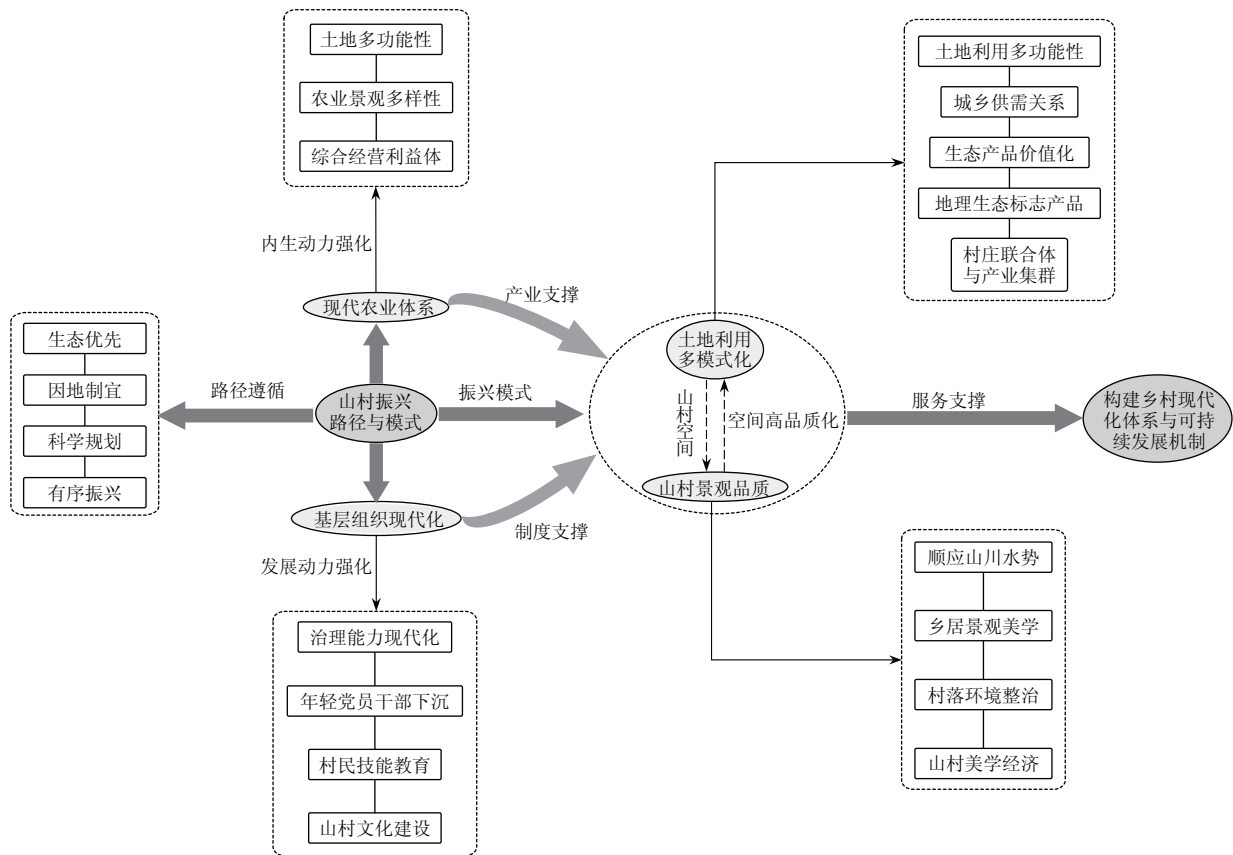 土地多功能性
农业景观多样性
综合经营利益体
内生动力强化
现代农业体系
产业支撑
生态优先
因地制宜
科学规划
有序振兴
路径遵循
山村振兴
路径与模式
振兴模式
基层组织现代化
制度支撑
发展动力强化
治理能力现代化
年轻党员干部下沉
村民技能教育
山村文化建设
土地利用
多模式化
山村空间
空间高品质化
山村景观品质
土地利用多功能性
城乡供需关系
生态产品价值化
地理生态标志产品
村庄联合体
与产业集群
服务支撑
构建乡村现代
化体系与可持
续发展机制
顺应山川水势
乡居景观美学
村落环境整治
山村美学经济